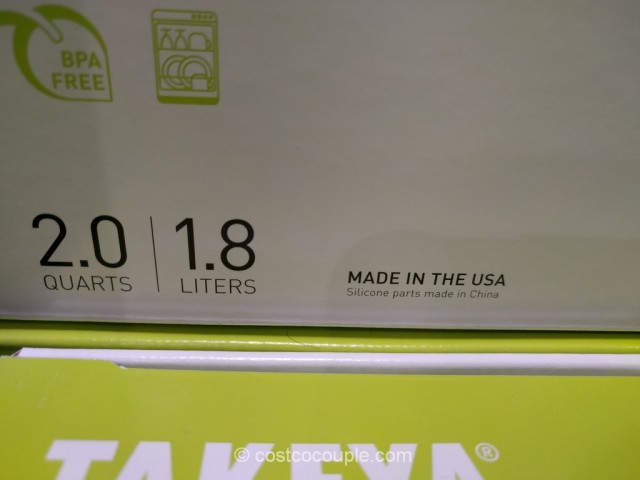 BPA
FREE
2.0 1.8
QUARTS LITERS
MADE IN THE USA
Silicone parts made in China
TAKEYA®
© costcocouple.com